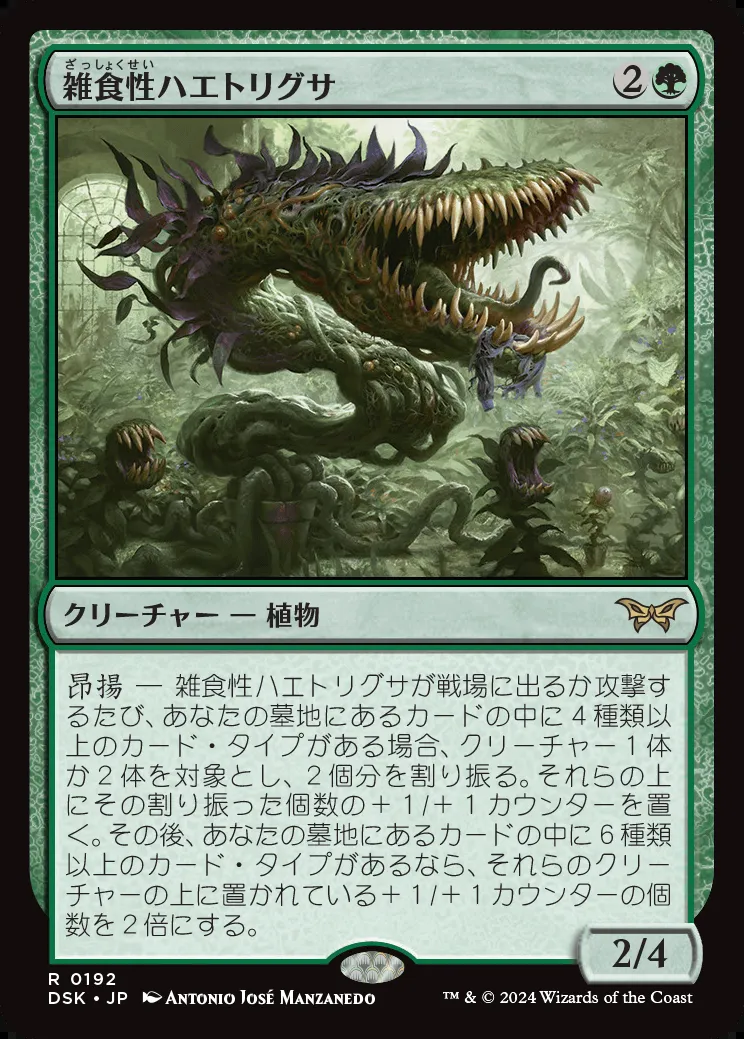 ざっしょくせい
雑食性ハエトリグサ
2
クリーチャー — 植物
昂揚 — 雑食性ハエトリグサが戦場に出るか攻撃す
るたび、あなたの墓地にあるカードの中に4種類以
上のカード・タイプがある場合、クリーチャー1体
か2体を対象とし、2個分を割り振る。それらの上
にその割り振った個数の+1/+1カウンターを置
く。その後、あなたの墓地にあるカードの中に6種類
以上のカード・タイプがあるなら、それらのクリー
チャーの上に置かれている+1/+1カウンターの個
数を2倍にする。
2/4
R 0192
DSK • JP Antonio José Manzanedo
™ & © 2024 Wizards of the Coast